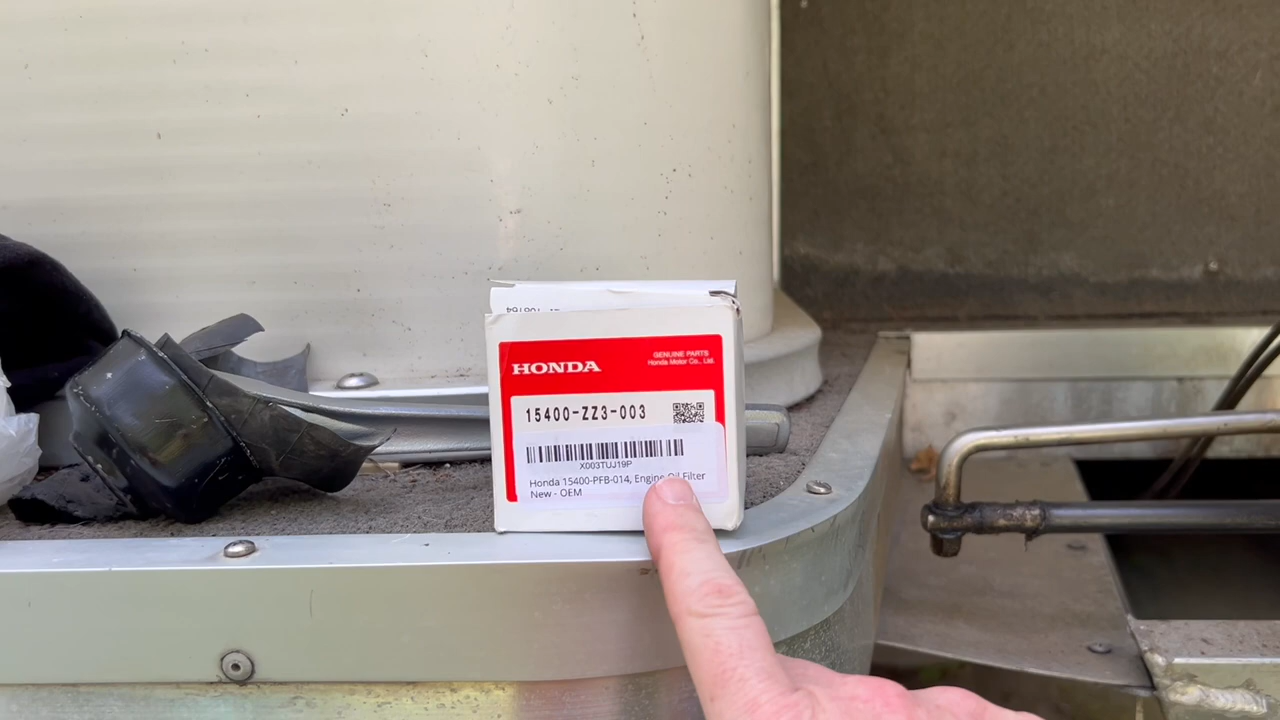 HONDA
GENUINE PARTS
Honda Motor Co., Ltd.
15400-ZZ3-003
X003TUJ19P
Honda 15400-PFB-014, Engine Oil Filter
New - OEM